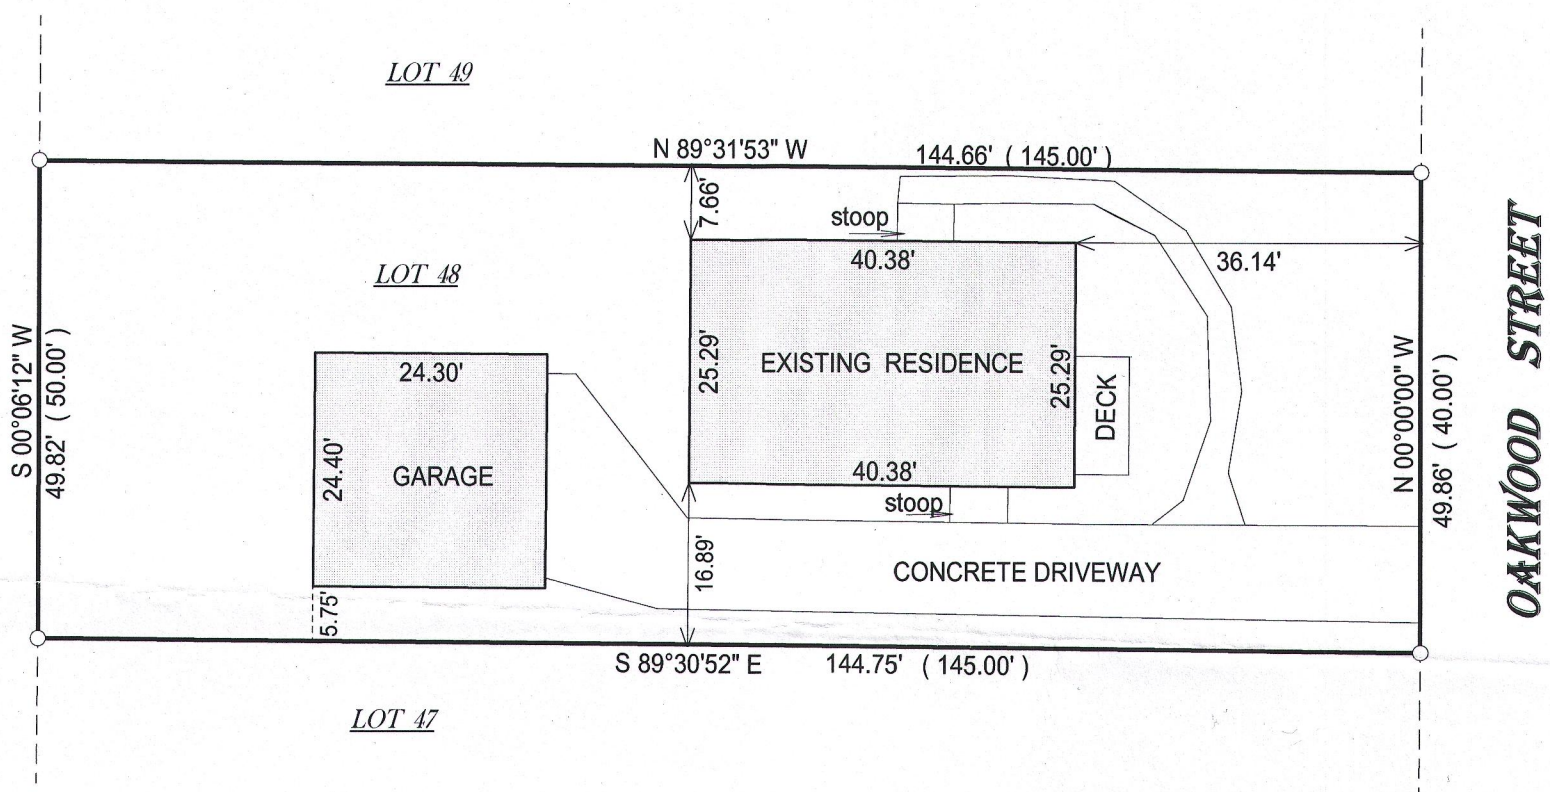 LOT 49
N 89°31'53" W 144.66' ( 145.00' )
7.66'
stoop
40.38'
36.14'
LOT 48
S 00°06'12" W
49.82' ( 50.00' )
24.30'
24.40'
GARAGE
5.75'
25.29'
EXISTING RESIDENCE
25.29'
DECK
40.38'
stoop
16.89'
CONCRETE DRIVEWAY
N 00°00'00" W
49.86' ( 40.00' )
OAKWOOD STREET
S 89°30'52" E 144.75' ( 145.00' )
LOT 47